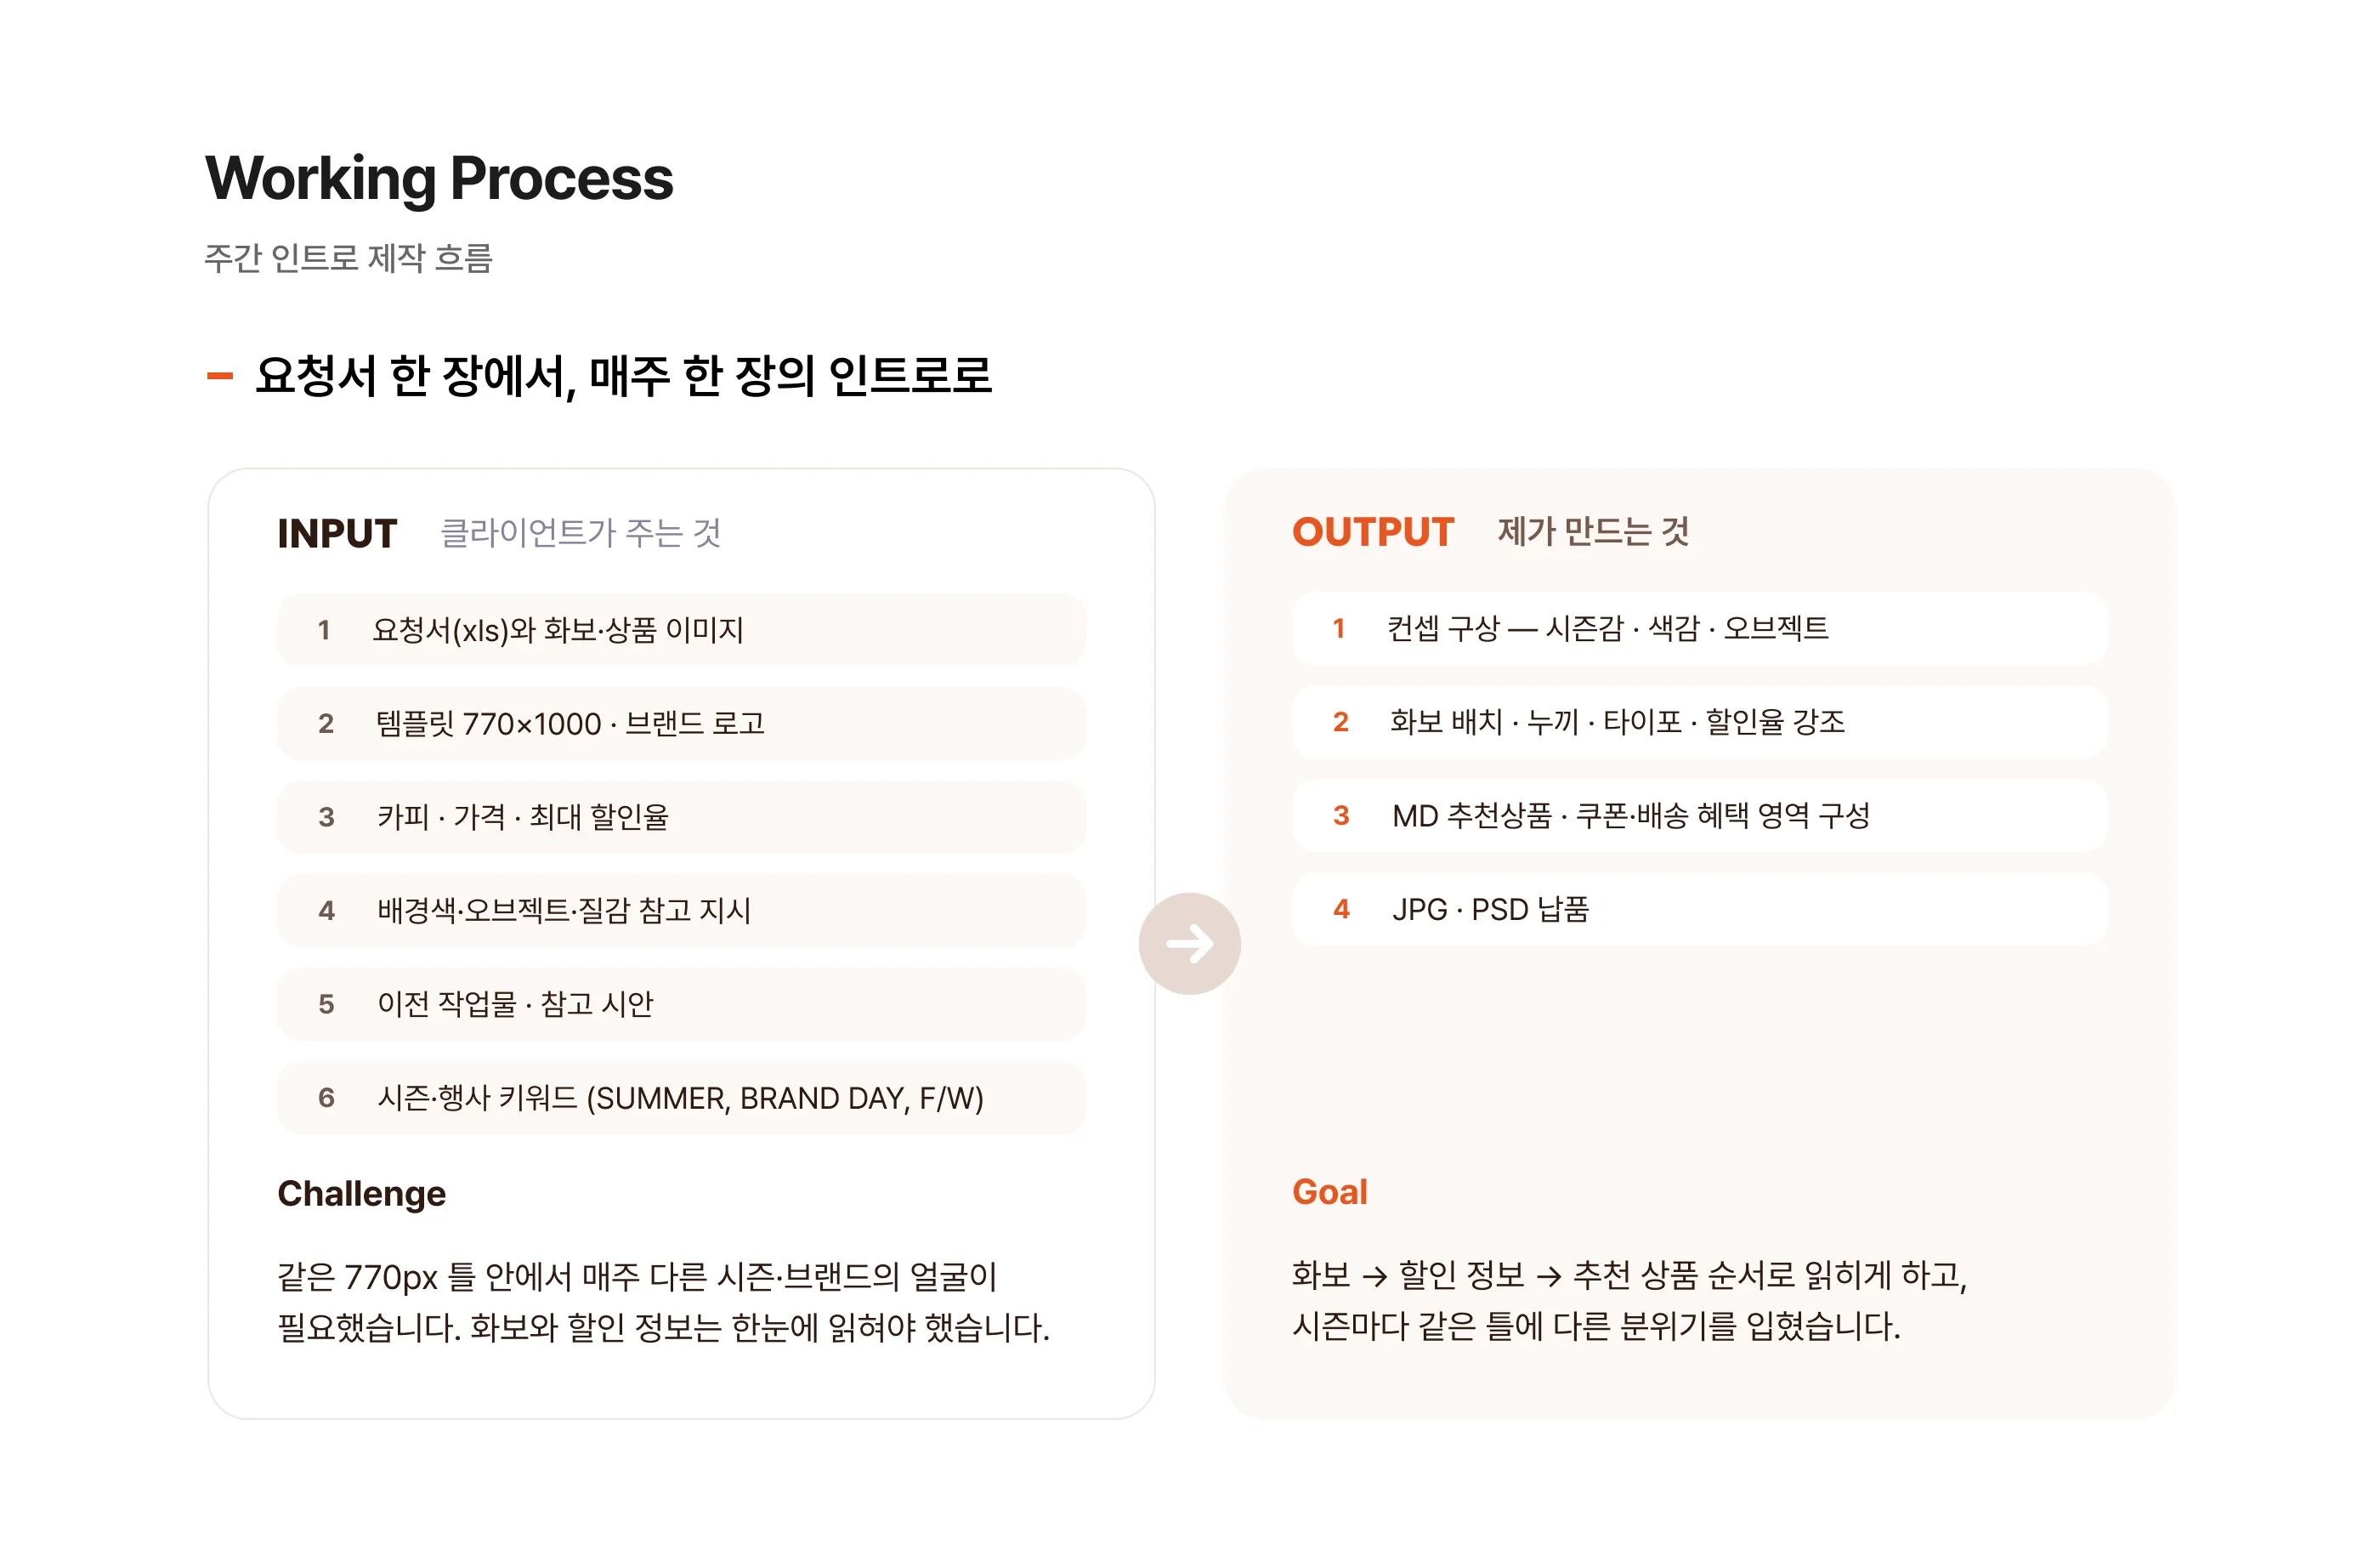 Working Process
주간 인트로 제작 흐름
– 요청서 한 장에서, 매주 한 장의 인트로로
INPUT 클라이언트가 주는 것
1 요청서(xls)와 화보·상품 이미지
2 템플릿 770×1000 · 브랜드 로고
3 카피 · 가격 · 최대 할인율
4 배경색·오브젝트·질감 참고 지시
5 이전 작업물 · 참고 시안
6 시즌·행사 키워드 (SUMMER, BRAND DAY, F/W)
Challenge
같은 770px 틀 안에서 매주 다른 시즌·브랜드의 얼굴이
필요했습니다. 화보와 할인 정보는 한눈에 읽혀야 했습니다.
→
OUTPUT 제가 만드는 것
1 컨셉 구상 — 시즌감 · 색감 · 오브젝트
2 화보 배치 · 누끼 · 타이포 · 할인율 강조
3 MD 추천상품 · 쿠폰·배송 혜택 영역 구성
4 JPG · PSD 납품
Goal
화보 → 할인 정보 → 추천 상품 순서로 읽히게 하고,
시즌마다 같은 틀에 다른 분위기를 입혔습니다.